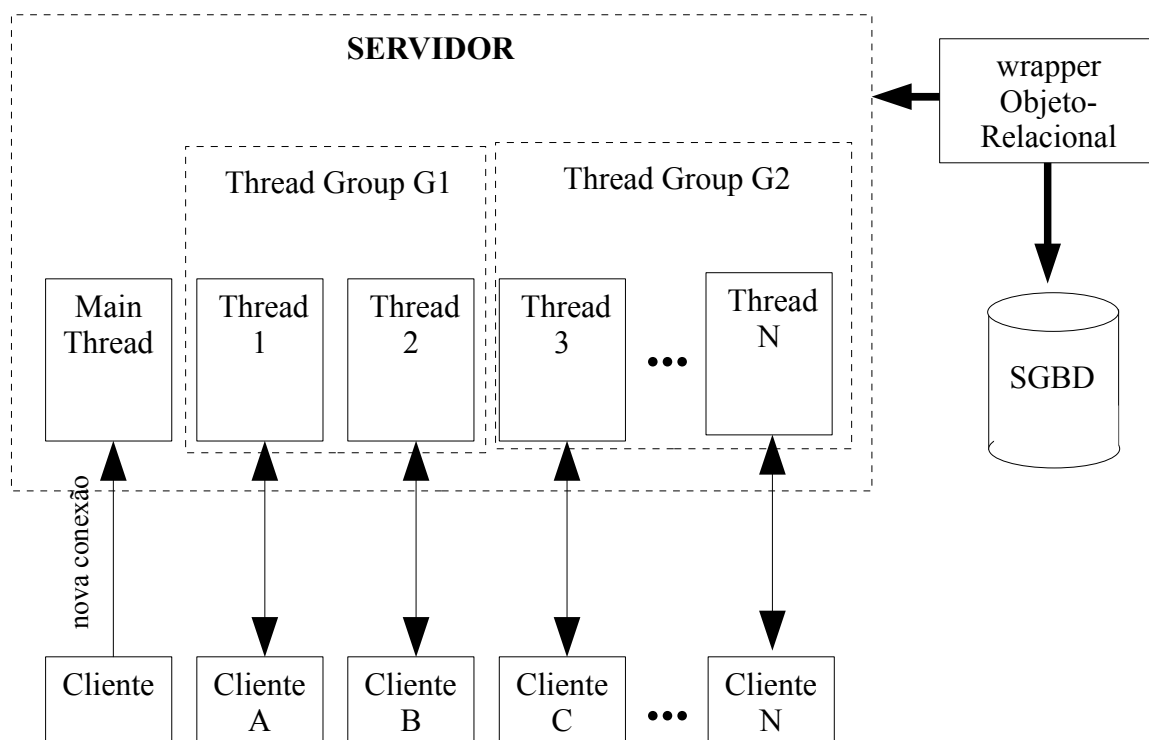 SERVIDOR
wrapper
Objeto-
Relacional
Thread Group G1
Thread Group G2
Main
Thread
Thread
1
Thread
2
Thread
3
•••
Thread
N
SGBD
nova conexão
Cliente
Cliente
A
Cliente
B
Cliente
C
•••
Cliente
N